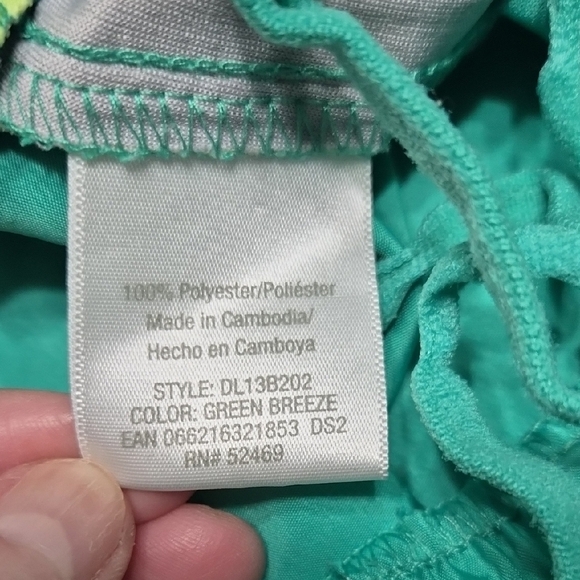 100% Polyester/Poliéster
Made in Cambodia/
Hecho en Camboya
STYLE: DL13B202
COLOR: GREEN BREEZE
EAN 066216321853 DS2
RN# 52469